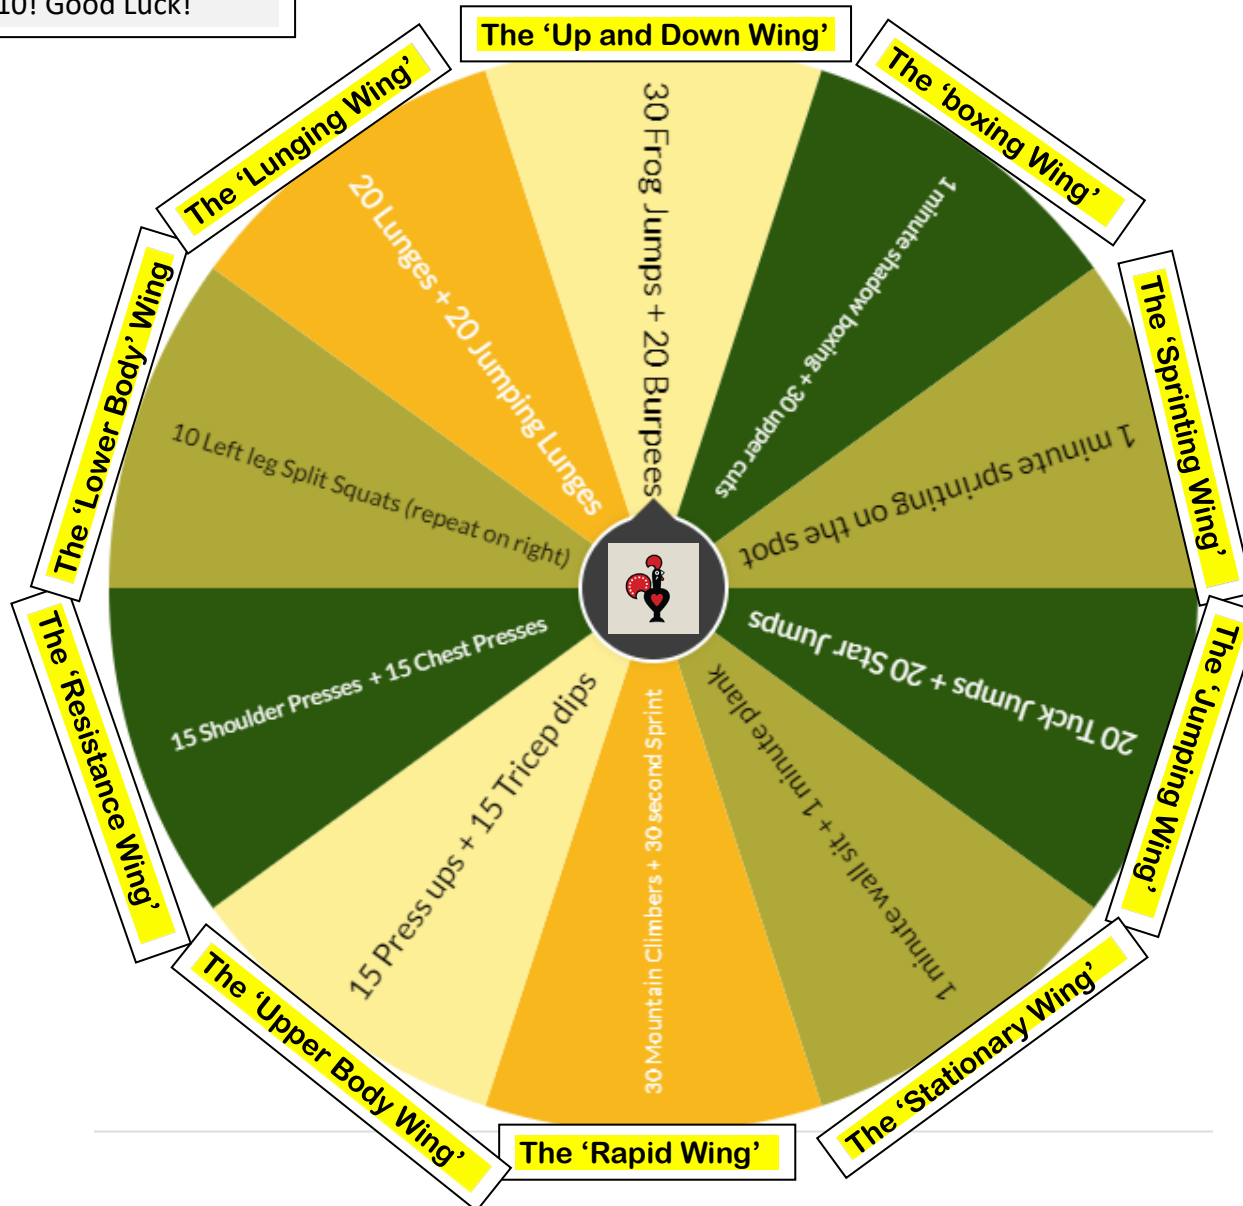 10! Good Luck!
The ‘Up and Down Wing’
30 Frog Jumps + 20 Burpees
The ‘boxing Wing’
1 minute shadow boxing + 30 upper cuts
The ‘Sprinting Wing’
1 minute sprinting on the spot
The ‘Jumping Wing’
20 Tuck Jumps + 20 Star Jumps
The ‘Stationary Wing’
1 minute wall sit + 1 minute plank
The ‘Rapid Wing’
30 Mountain Climbers + 30 second Sprint
The ‘Upper Body Wing’
15 Press ups + 15 Tricep dips
The ‘Resistance Wing’
15 Shoulder Presses + 15 Chest Presses
The ‘Lower Body’ Wing
10 Left leg Split Squats (repeat on right)
The ‘Lunging Wing’
20 Lunges + 20 Jumping Lunges